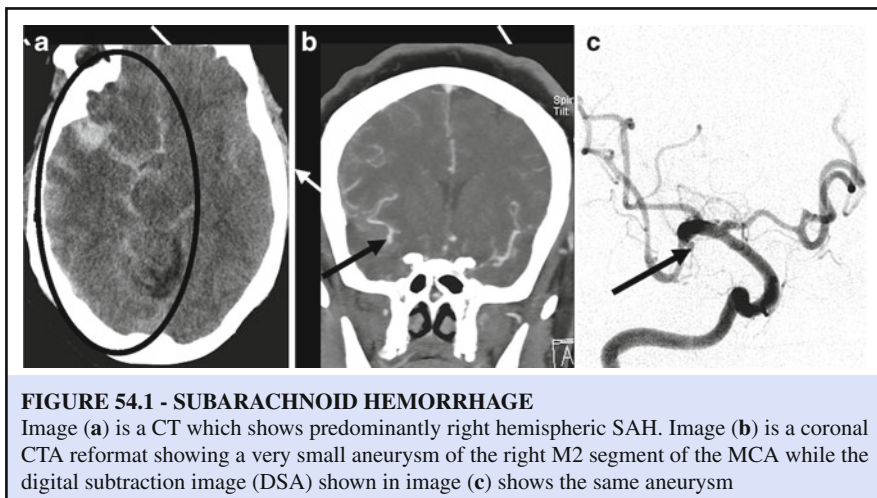 a
b
c
Spin
Tilt:
A
FIGURE 54.1 - SUBARACHNOID HEMORRHAGE
Image (a) is a CT which shows predominantly right hemispheric SAH. Image (b) is a coronal
CTA reformat showing a very small aneurysm of the right M2 segment of the MCA while the
digital subtraction image (DSA) shown in image (c) shows the same aneurysm